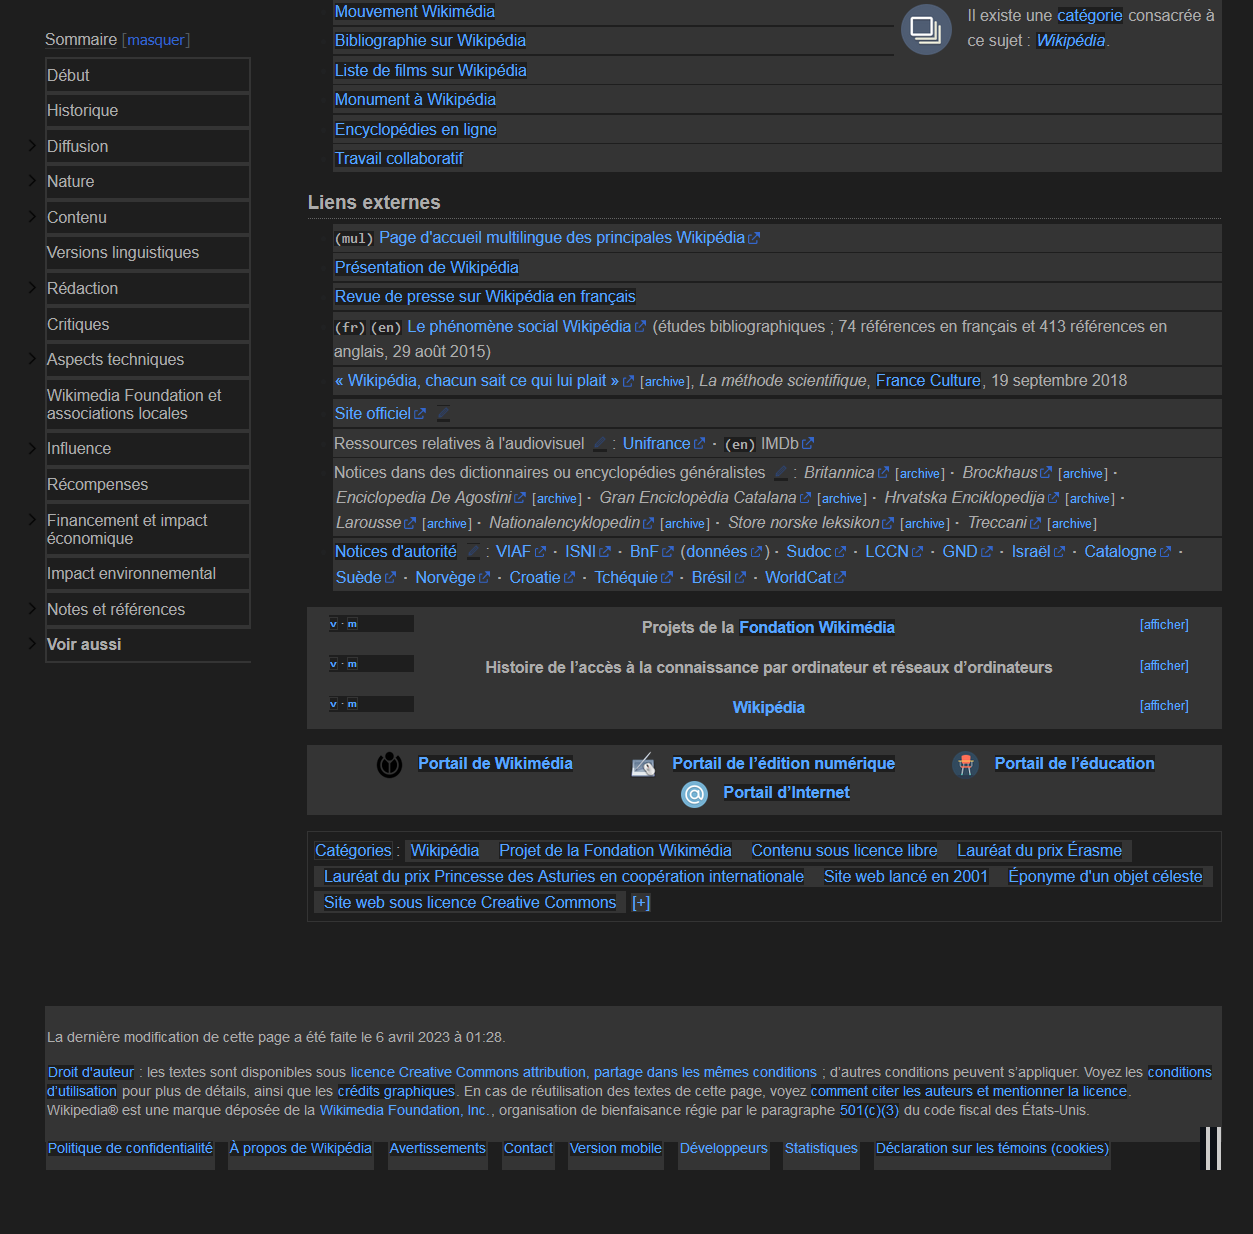 Sommaire [masquer]
Début
Historique
Diffusion
Nature
Contenu
Versions linguistiques
Rédaction
Critiques
Aspects techniques
Wikimedia Foundation et
associations locales
Influence
Récompenses
Financement et impact
économique
Impact environnemental
Notes et références
Voir aussi
Mouvement Wikimédia
Bibliographie sur Wikipédia
Liste de films sur Wikipédia
Monument à Wikipédia
Encyclopédies en ligne
Travail collaboratif
Il existe une catégorie consacrée à
ce sujet : Wikipédia.
Liens externes
(mul) Page d'accueil multilingue des principales Wikipédia
Présentation de Wikipédia
Revue de presse sur Wikipédia en français
(fr) (en) Le phénomène social Wikipédia (études bibliographiques ; 74 références en français et 413 références en
anglais, 29 août 2015)
« Wikipédia, chacun sait ce qui lui plait » [archive], La méthode scientifique, France Culture, 19 septembre 2018
Site officiel
Ressources relatives à l'audiovisuel : Unifrance · (en) IMDb
Notices dans des dictionnaires ou encyclopédies généralistes : Britannica [archive] · Brockhaus [archive] ·
Enciclopedia De Agostini [archive] · Gran Enciclopèdia Catalana [archive] · Hrvatska Enciklopedija [archive] ·
Larousse [archive] · Nationalencyklopedin [archive] · Store norske leksikon [archive] · Treccani [archive]
Notices d'autorité : VIAF · ISNI · BnF (données) · Sudoc · LCCN · GND · Israël · Catalogne ·
Suède · Norvège · Croatie · Tchéquie · Brésil · WorldCat
v · m Projets de la Fondation Wikimédia [afficher]
v · m Histoire de l’accès à la connaissance par ordinateur et réseaux d’ordinateurs [afficher]
v · m Wikipédia [afficher]
Portail de Wikimédia Portail de l’édition numérique Portail de l’éducation
Portail d’Internet
Catégories : Wikipédia Projet de la Fondation Wikimédia Contenu sous licence libre Lauréat du prix Érasme
Lauréat du prix Princesse des Asturies en coopération internationale Site web lancé en 2001 Éponyme d'un objet céleste
Site web sous licence Creative Commons [+]
La dernière modification de cette page a été faite le 6 avril 2023 à 01:28.
Droit d'auteur : les textes sont disponibles sous licence Creative Commons attribution, partage dans les mêmes conditions ; d’autres conditions peuvent s’appliquer. Voyez les conditions
d’utilisation pour plus de détails, ainsi que les crédits graphiques. En cas de réutilisation des textes de cette page, voyez comment citer les auteurs et mentionner la licence.
Wikipedia® est une marque déposée de la Wikimedia Foundation, Inc., organisation de bienfaisance régie par le paragraphe 501(c)(3) du code fiscal des États-Unis.
Politique de confidentialité À propos de Wikipédia Avertissements Contact Version mobile Développeurs Statistiques Déclaration sur les témoins (cookies)